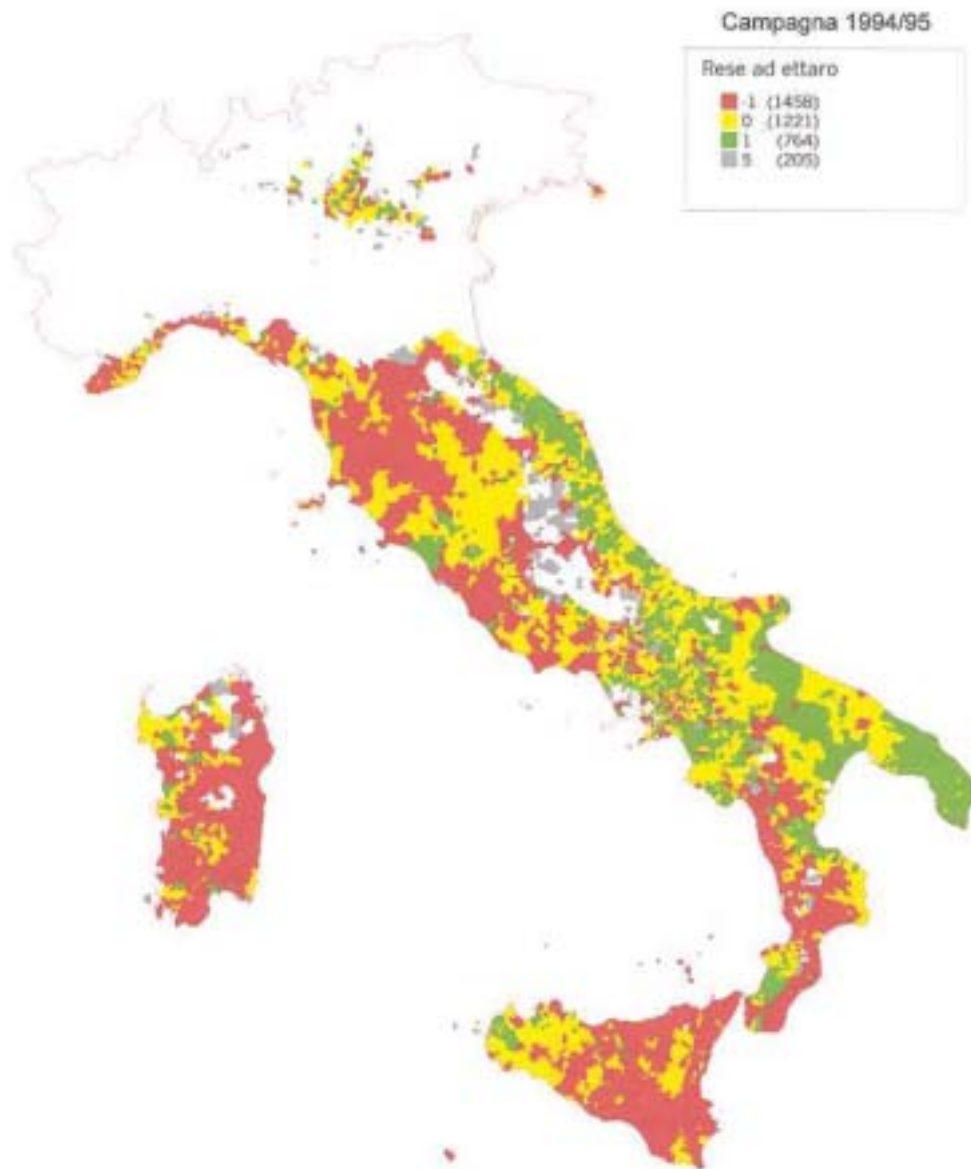 Campagna 1994/95
Rese ad ettaro
-1 (1458)
0 (1221)
1 (764)
5 (205)